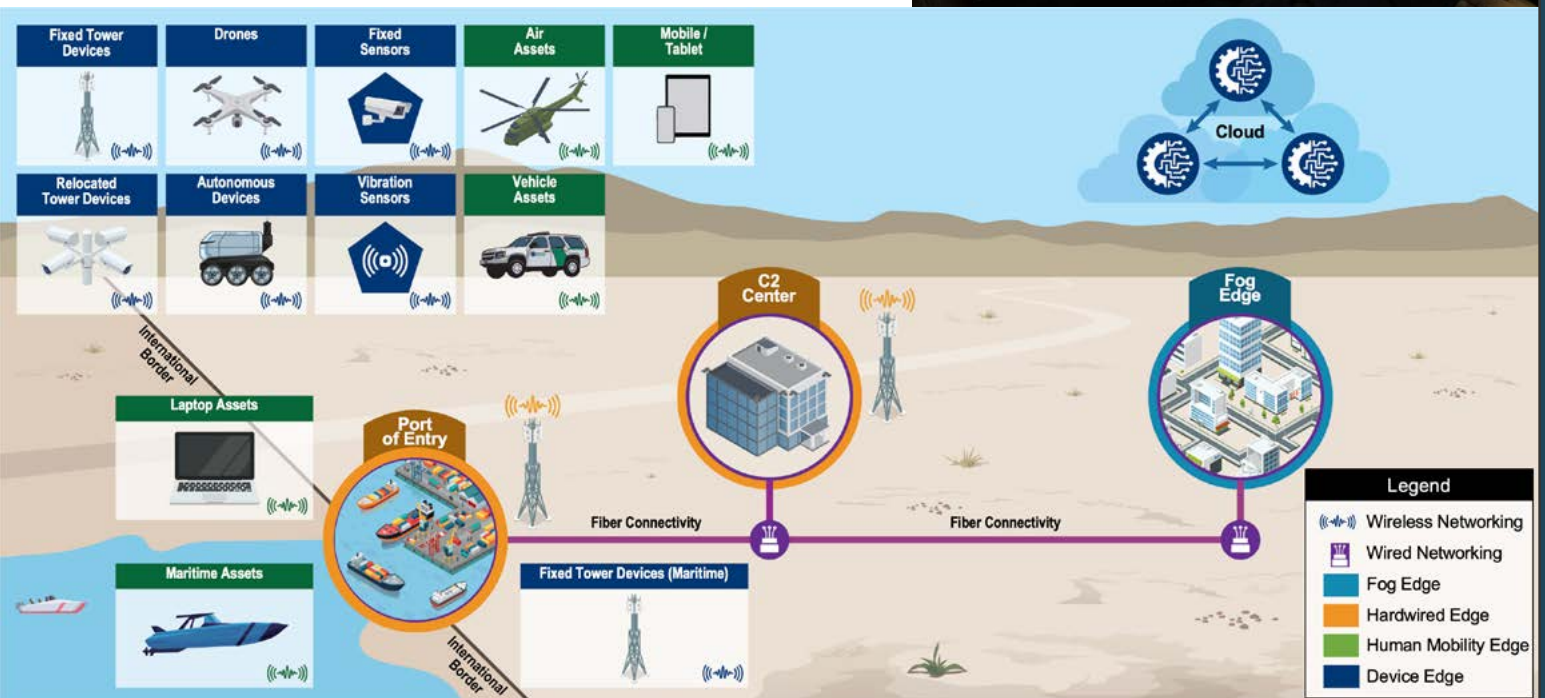 Fixed Tower
Devices
Drones
Fixed
Sensors
Air
Assets
Mobile /
Tablet
Cloud
Relocated
Tower Devices
Autonomous
Devices
Vibration
Sensors
Vehicle
Assets
C2
Center
Fog
Edge
International
Border
Laptop Assets
Port
of Entry
Fiber Connectivity
Fiber Connectivity
Maritime Assets
Fixed Tower Devices (Maritime)
International
Border
Legend
Wireless Networking
Wired Networking
Fog Edge
Hardwired Edge
Human Mobility Edge
Device Edge